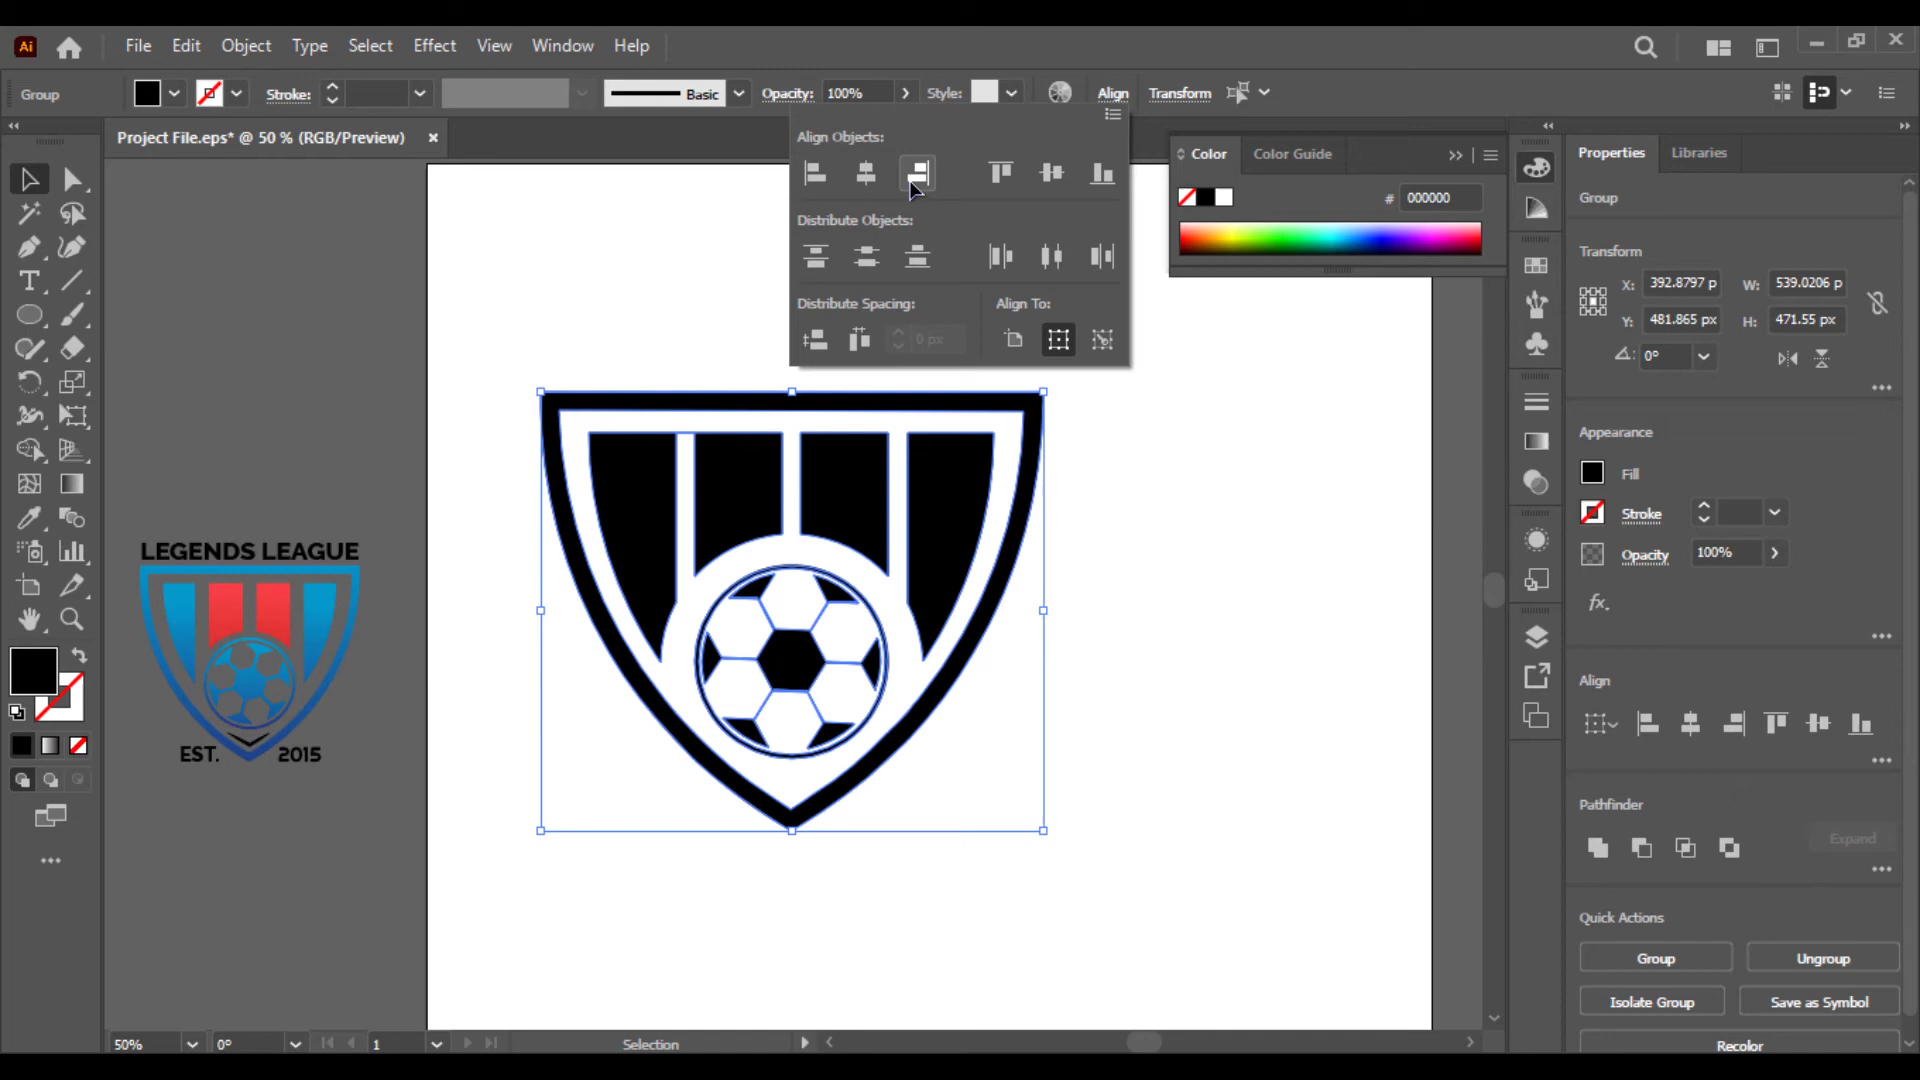 Ai File Edit Object Type Select Effect View Window Help
Group Stroke: Basic Opacity: 100% Style: Align Transform
Project File.eps* @ 50 % (RGB/Preview) ×
Align Objects:
Distribute Objects:
Distribute Spacing: Align To:
0 px
Color Color Guide
# 000000
Properties Libraries
Group
Transform
X: 392.8797 p W: 539.0206 p
Y: 481.865 px H: 471.55 px
0°
Appearance
Fill
Stroke
Opacity 100%
fx.
Align
Pathfinder
Expand
Quick Actions
Group Ungroup
Isolate Group Save as Symbol
Recolor
LEGENDS LEAGUE
EST. 2015
50% 0° 1 Selection